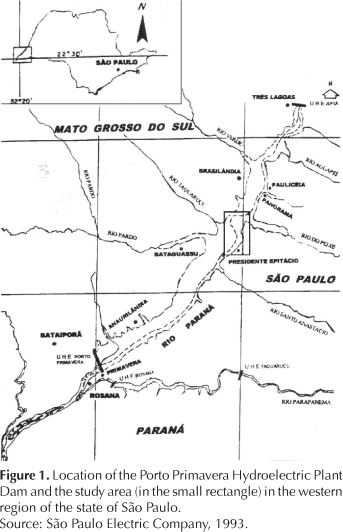 N
22° 30'
SÃO PAULO
52° 20'
N
TRÊS LAGOAS
U H E JUPIÁ
MATO GROSSO DO SUL
RIO VERDE
RIO AGUAPEI
BRASILÂNDIA
PAULICÉIA
RIO TAQUARUÇU
PANORAMA
RIO PARDO
RIO PARDO
RIO DO PEIXE
BATAGUASSU
PRESIDENTE EPITÁCIO
SÃO PAULO
ANAURILÂNDIA
RIO SANTO ANASTÁCIO
RIO PARANÁ
BATAIPORÃ
U H E PORTO
PRIMAVERA
PRIMAVERA
U H E TAQUARUÇU
U H E ROSANA
ROSANA
RIO PARAPANEMA
PARANÁ
Figure 1. Location of the Porto Primavera Hydroelectric Plant
Dam and the study area (in the small rectangle) in the western
region of the state of São Paulo.
Source: São Paulo Electric Company, 1993.